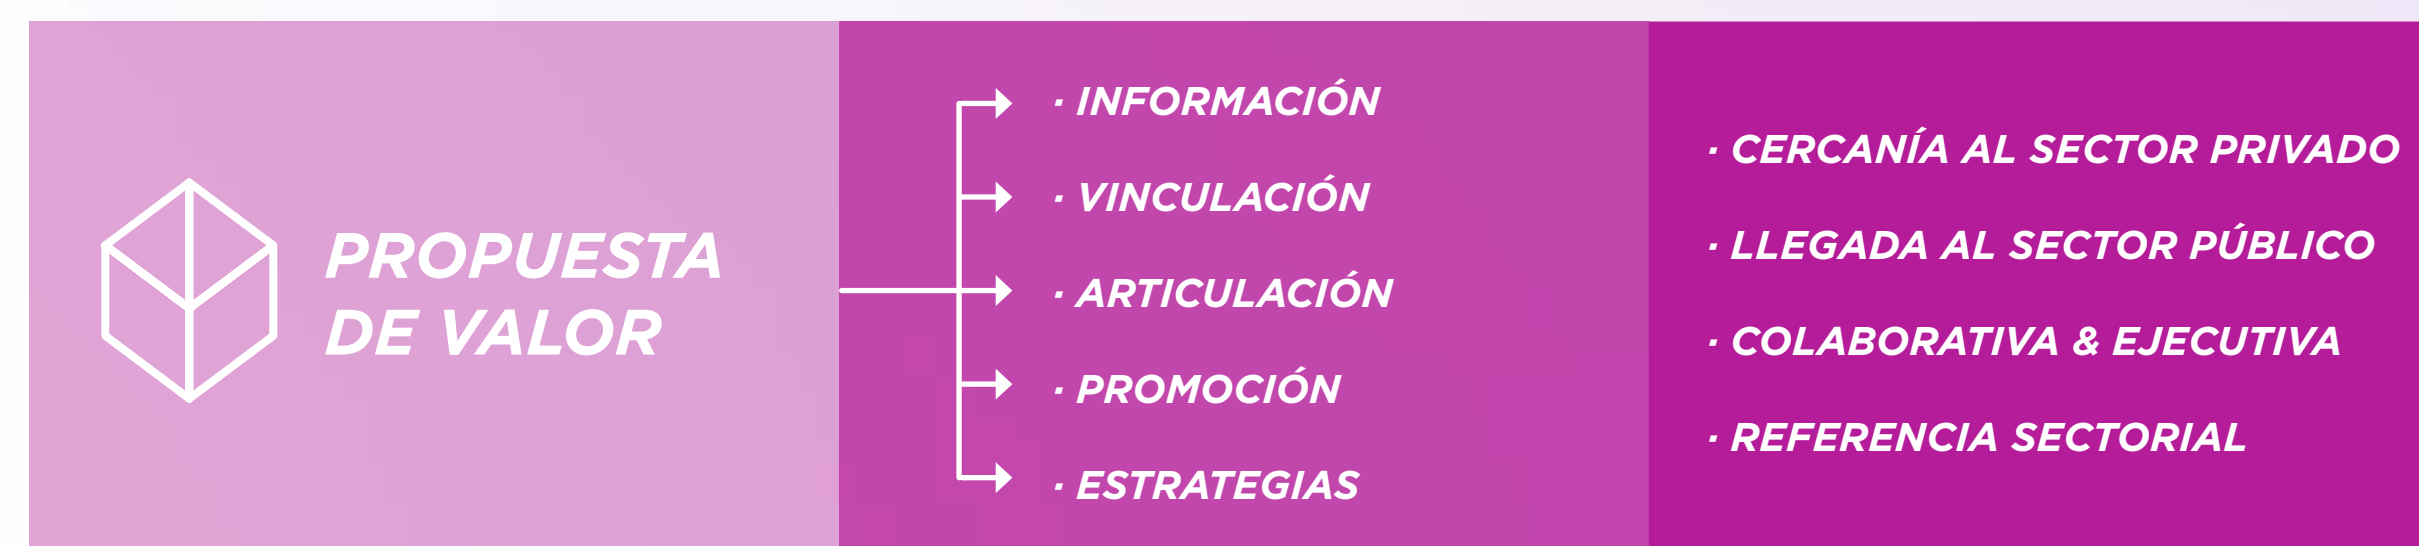 PROPUESTA
DE VALOR
· INFORMACIÓN
· VINCULACIÓN
· ARTICULACIÓN
· PROMOCIÓN
· ESTRATEGIAS
· CERCANÍA AL SECTOR PRIVADO
· LLEGADA AL SECTOR PÚBLICO
· COLABORATIVA & EJECUTIVA
· REFERENCIA SECTORIAL